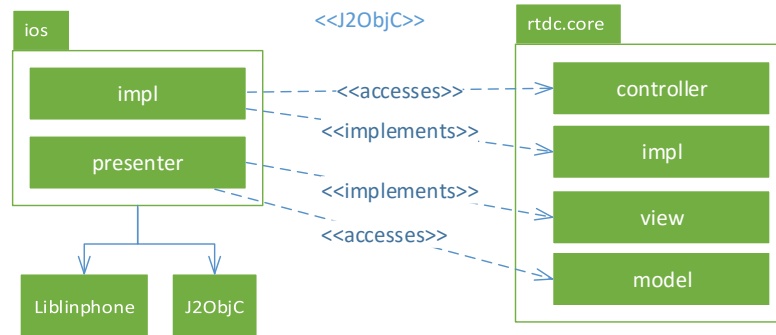 <<J2ObjC>>
ios
rtdc.core
impl
<<accesses>>
controller
<<implements>>
impl
presenter
<<implements>>
view
<<accesses>>
model
Liblinphone
J2ObjC